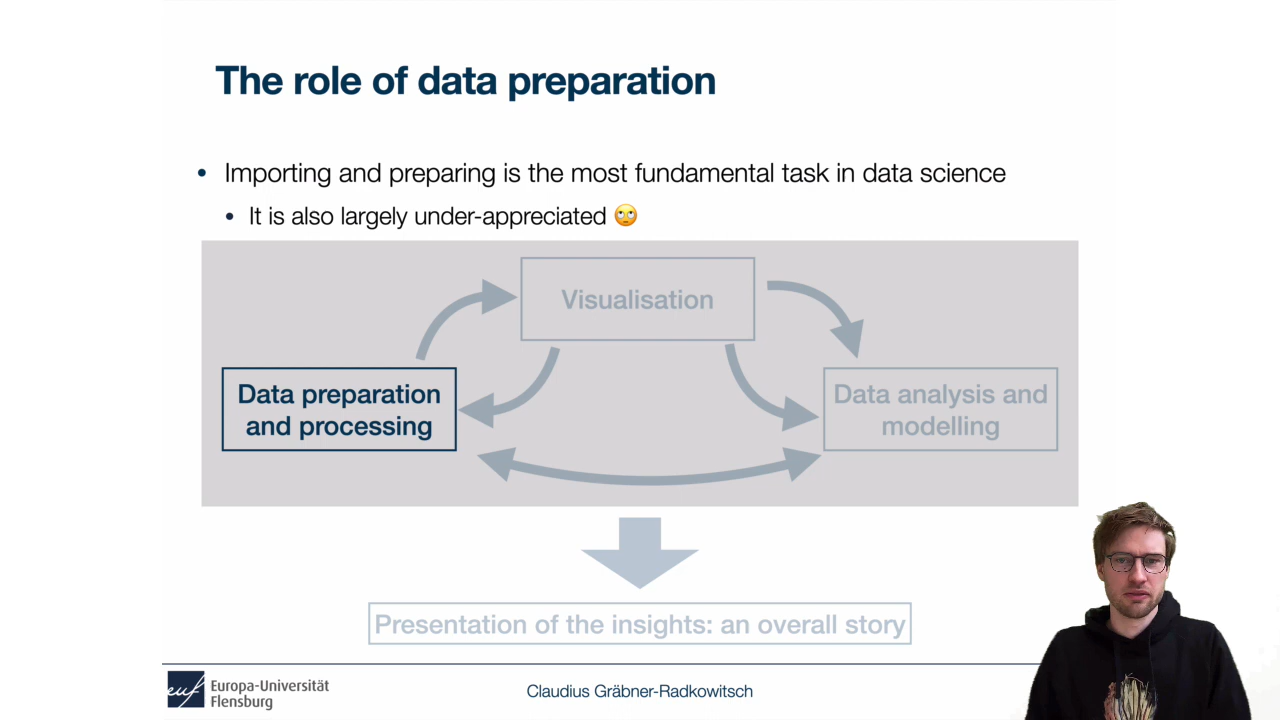 The role of data preparation
• Importing and preparing is the most fundamental task in data science
• It is also largely under-appreciated 🙄
Visualisation
Data preparation
and processing
Data analysis and
modelling
Presentation of the insights: an overall story
euf Europa-Universität
Flensburg
Claudius Gräbner-Radkowitsch